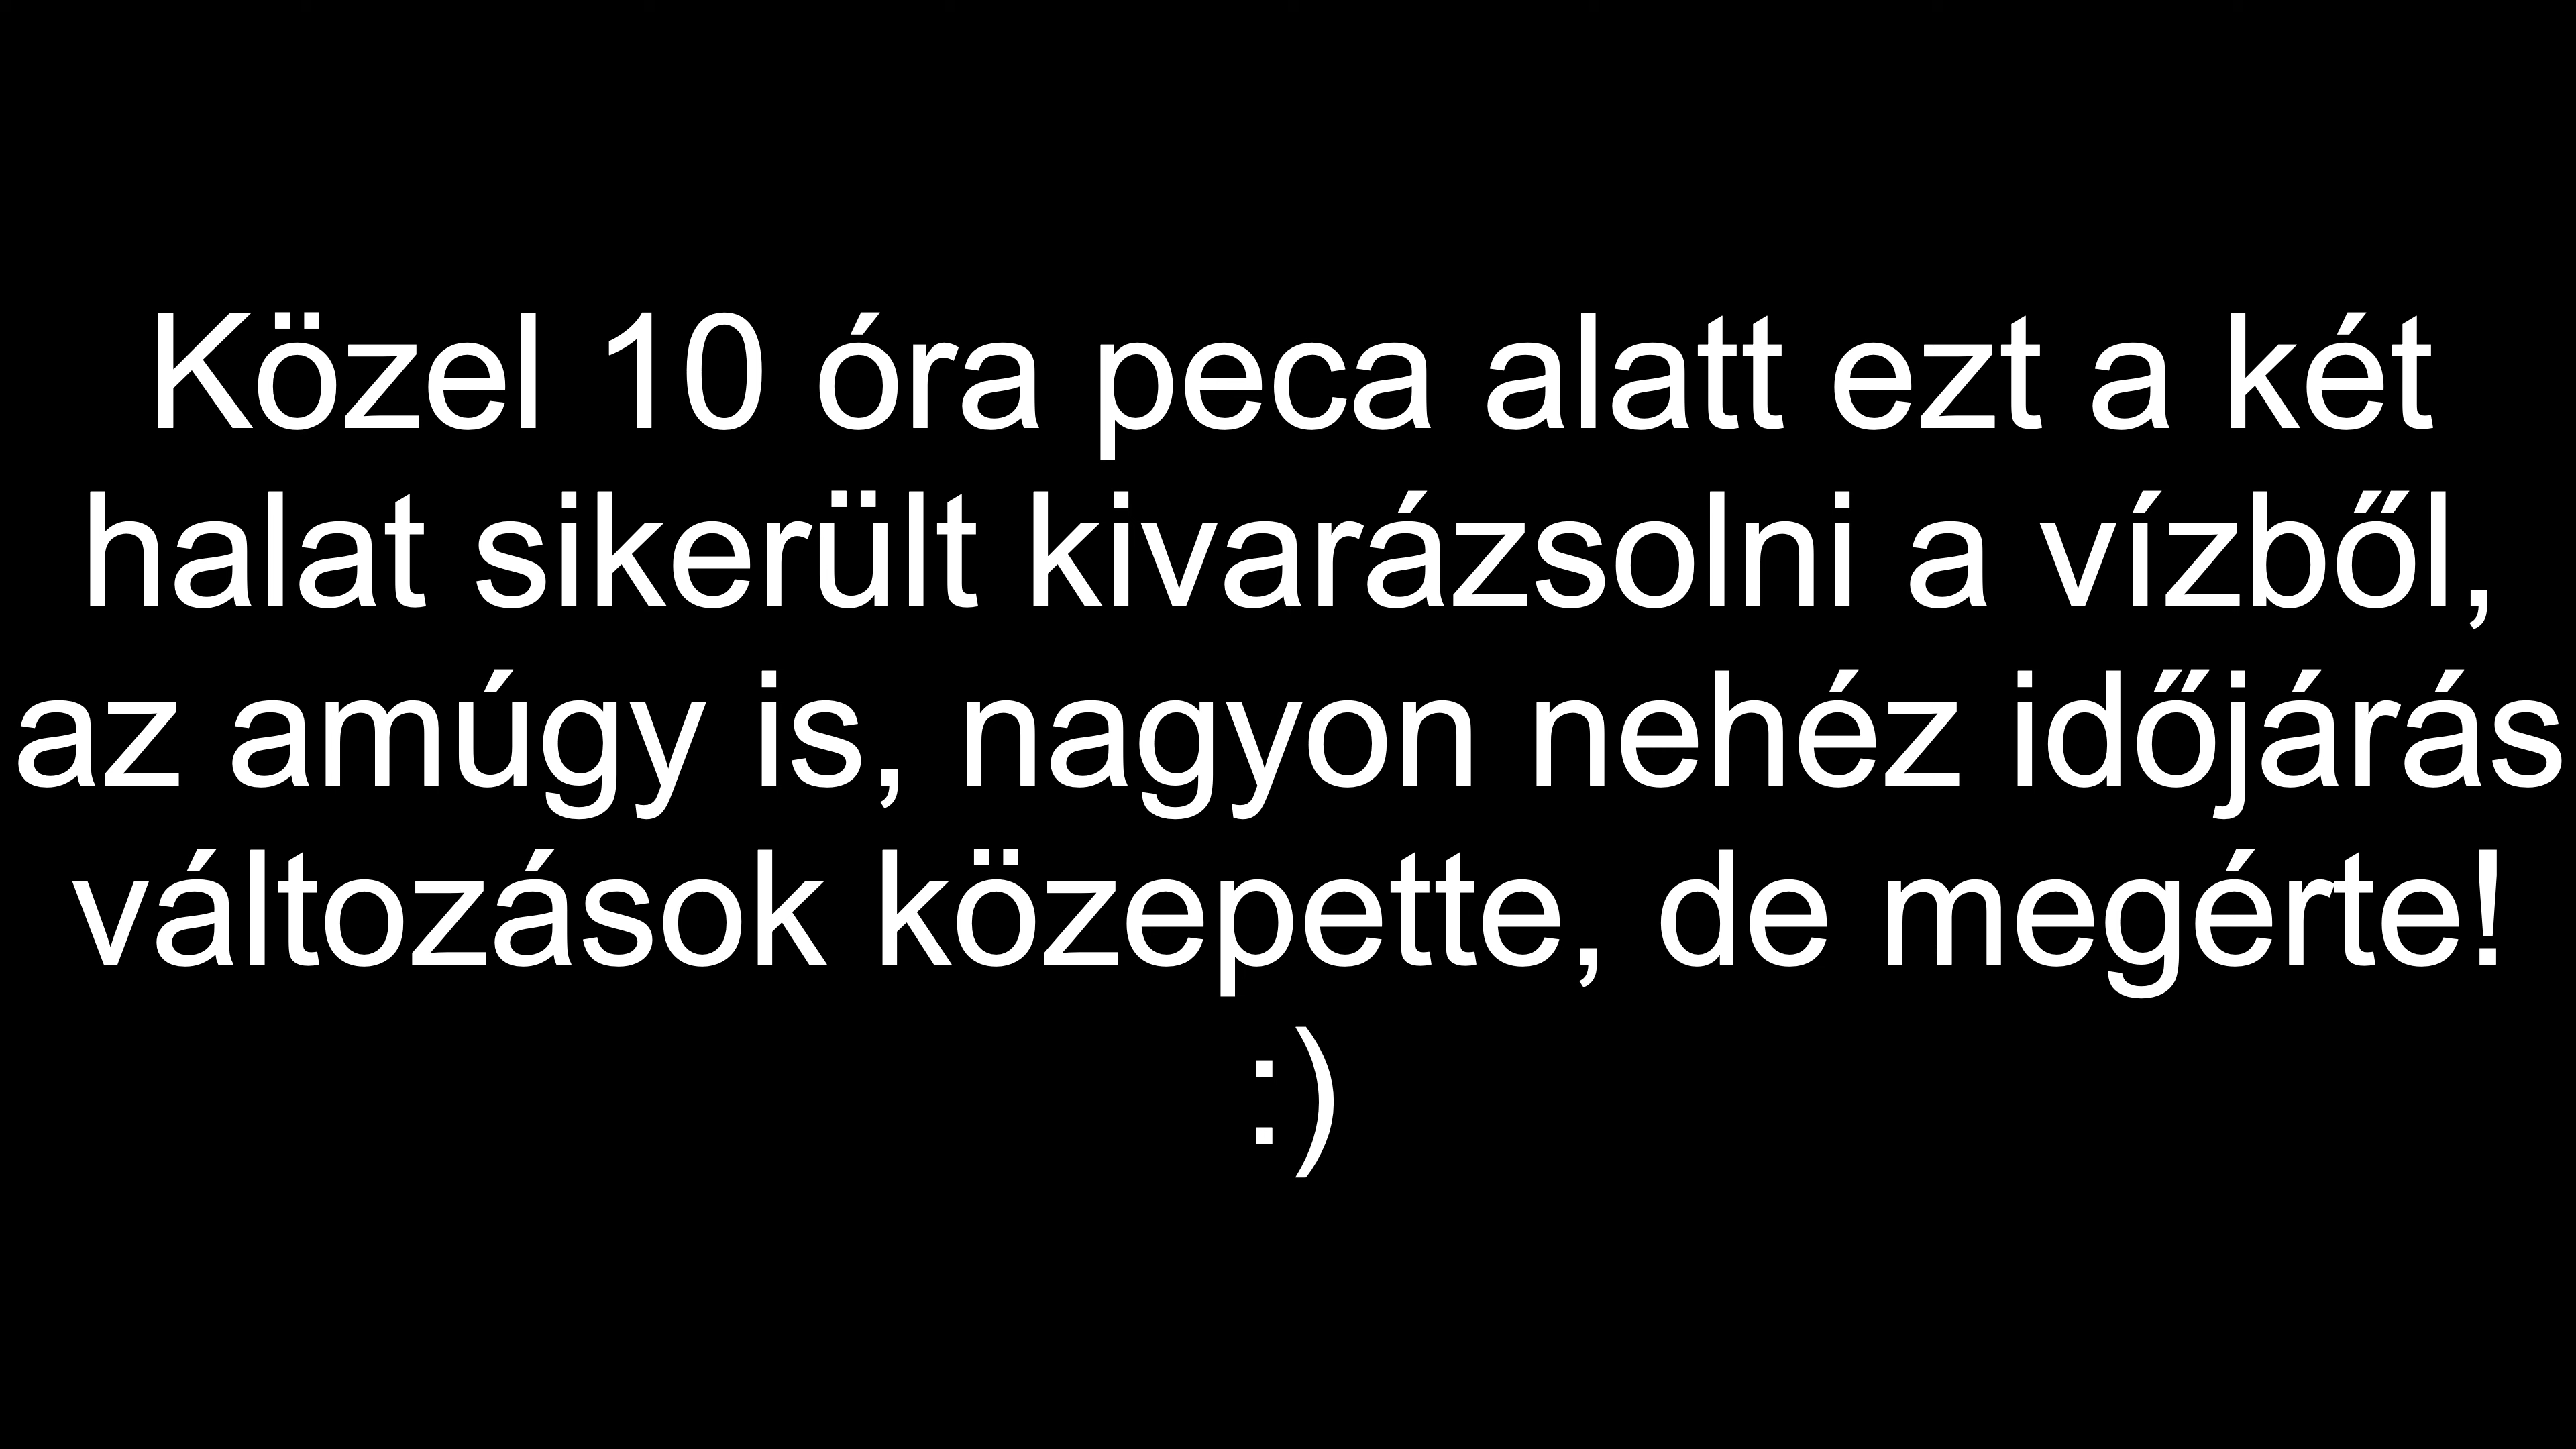 Közel 10 óra peca alatt ezt a két
halat sikerült kivarázsolni a vízből,
az amúgy is, nagyon nehéz időjárás
változások közepette, de megérte!
:)